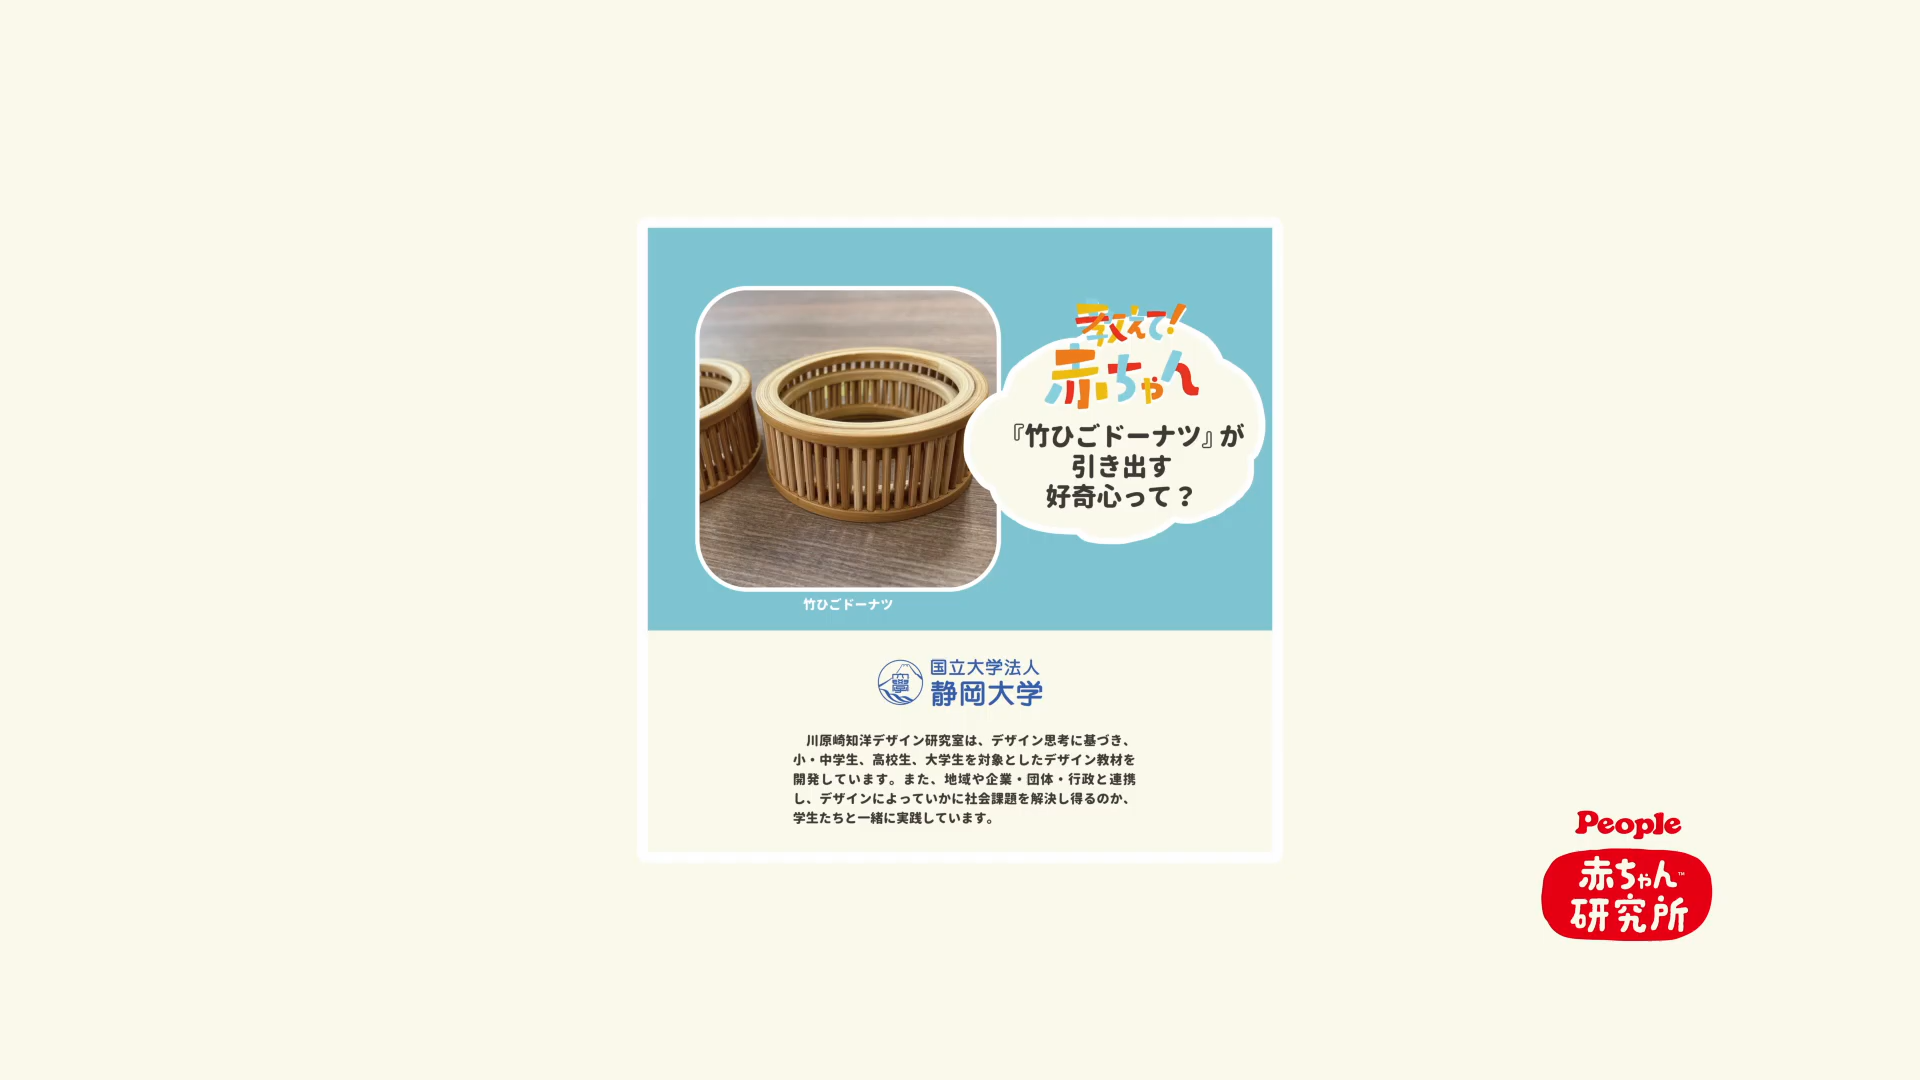 教えて!
赤ちゃん
『竹ひごドーナツ』が
引き出す
好奇心って？
竹ひごドーナツ
国立大学法人
静岡大学
川原崎知洋デザイン研究室は、デザイン思考に基づき、
小・中学生、高校生、大学生を対象としたデザイン教材を
開発しています。また、地域や企業・団体・行政と連携
し、デザインによっていかに社会課題を解決し得るのか、
学生たちと一緒に実践しています。
People
赤ちゃん™
研究所